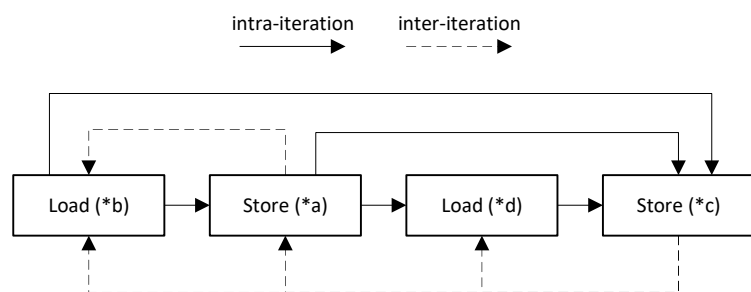 intra-iteration inter-iteration
Load (*b) Store (*a) Load (*d) Store (*c)